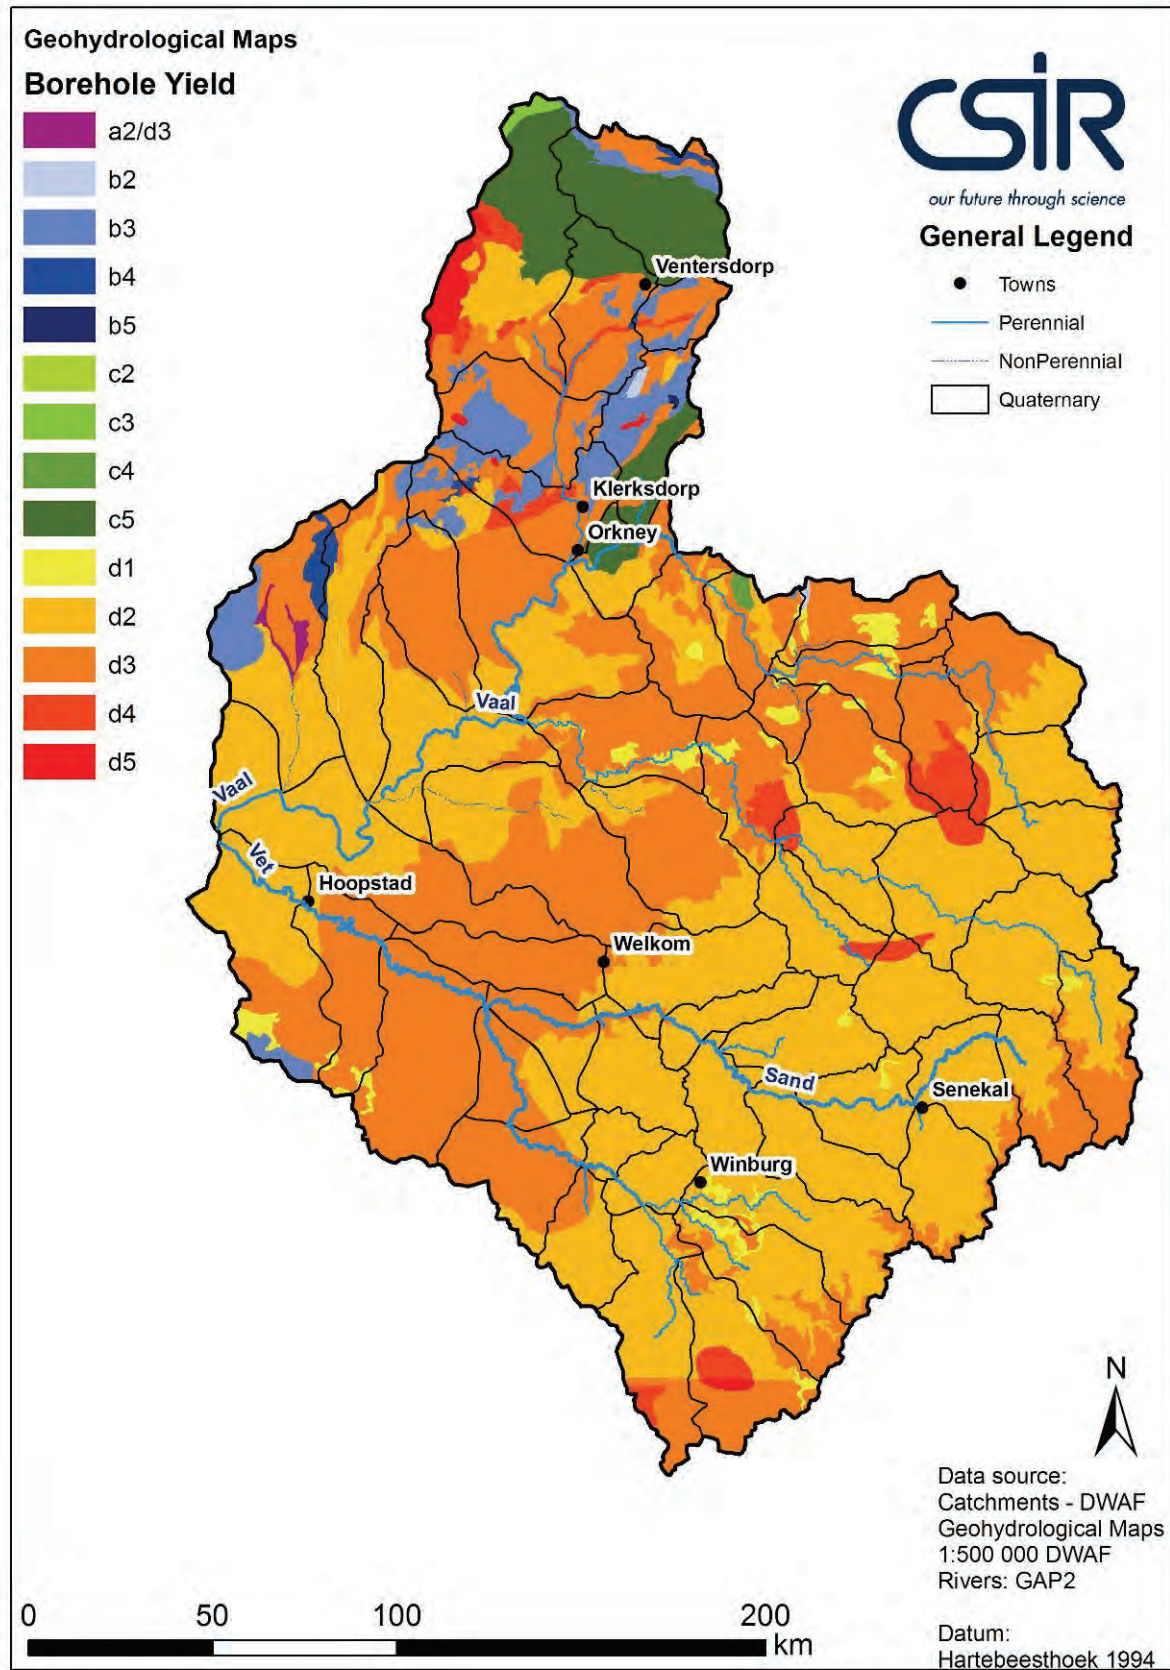 Geohydrological Maps
Borehole Yield
a2/d3
b2
b3
b4
b5
c2
c3
c4
c5
d1
d2
d3
d4
d5
CSIR
our future through science
General Legend
Towns
Perennial
NonPerennial
Quaternary
Ventersdorp
Klerksdorp
Orkney
Vaal
Vaal
Vet
Hoopstad
Welkom
Sand
Senekal
Winburg
N
Data source:
Catchments - DWAF
Geohydrological Maps
1:500 000 DWAF
Rivers: GAP2
Datum:
Hartebeesthoek 1994
0 50 100 200
km